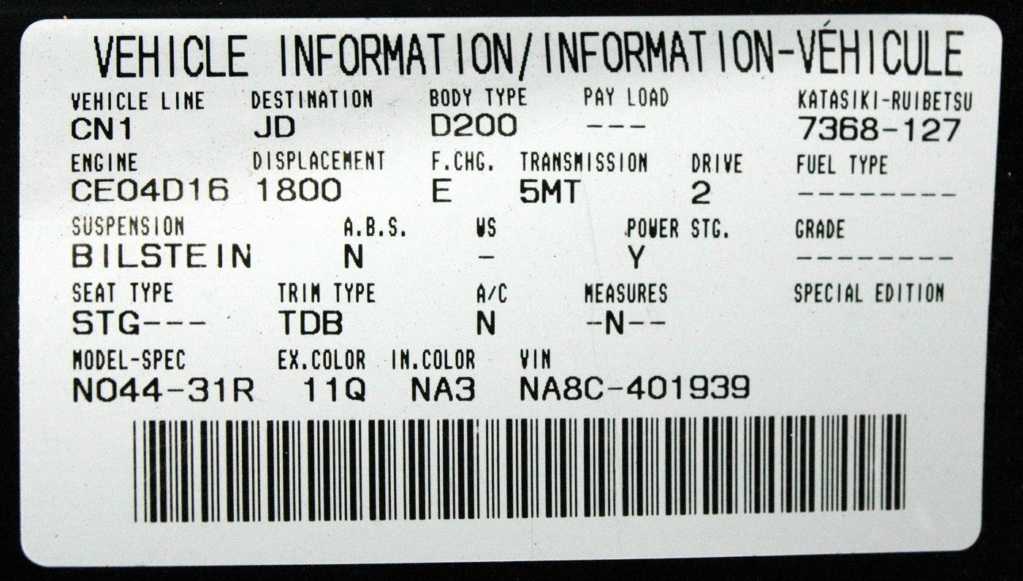 VEHICLE INFORMATION/INFORMATION-VÉHICULE
VEHICLE LINE DESTINATION BODY TYPE PAY LOAD KATASIKI-RUIBETSU
CN1 JD D200 --- 7368-127
ENGINE DISPLACEMENT F.CHG. TRANSMISSION DRIVE FUEL TYPE
CE04D16 1800 E 5MT 2 --------
SUSPENSION A.B.S. WS POWER STG. GRADE
BILSTEIN N - Y --------
SEAT TYPE TRIM TYPE A/C MEASURES SPECIAL EDITION
STG--- TDB N -N--
MODEL-SPEC EX.COLOR IN.COLOR VIN
N044-31R 11Q NA3 NA8C-401939